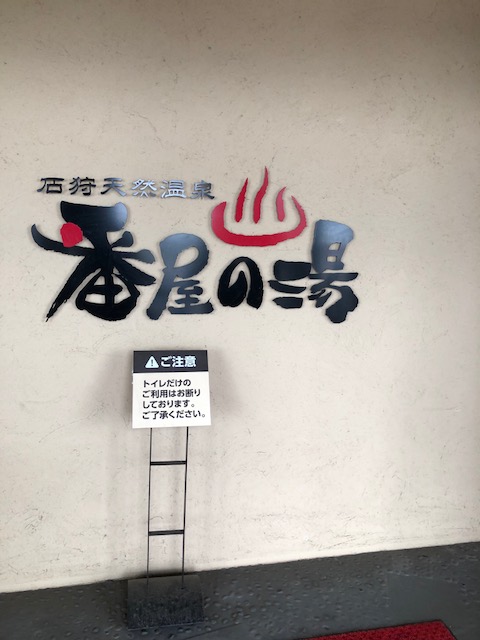 石狩天然温泉
番屋の湯
ご注意
トイレだけの
ご利用はお断り
しております。
ご了承ください。